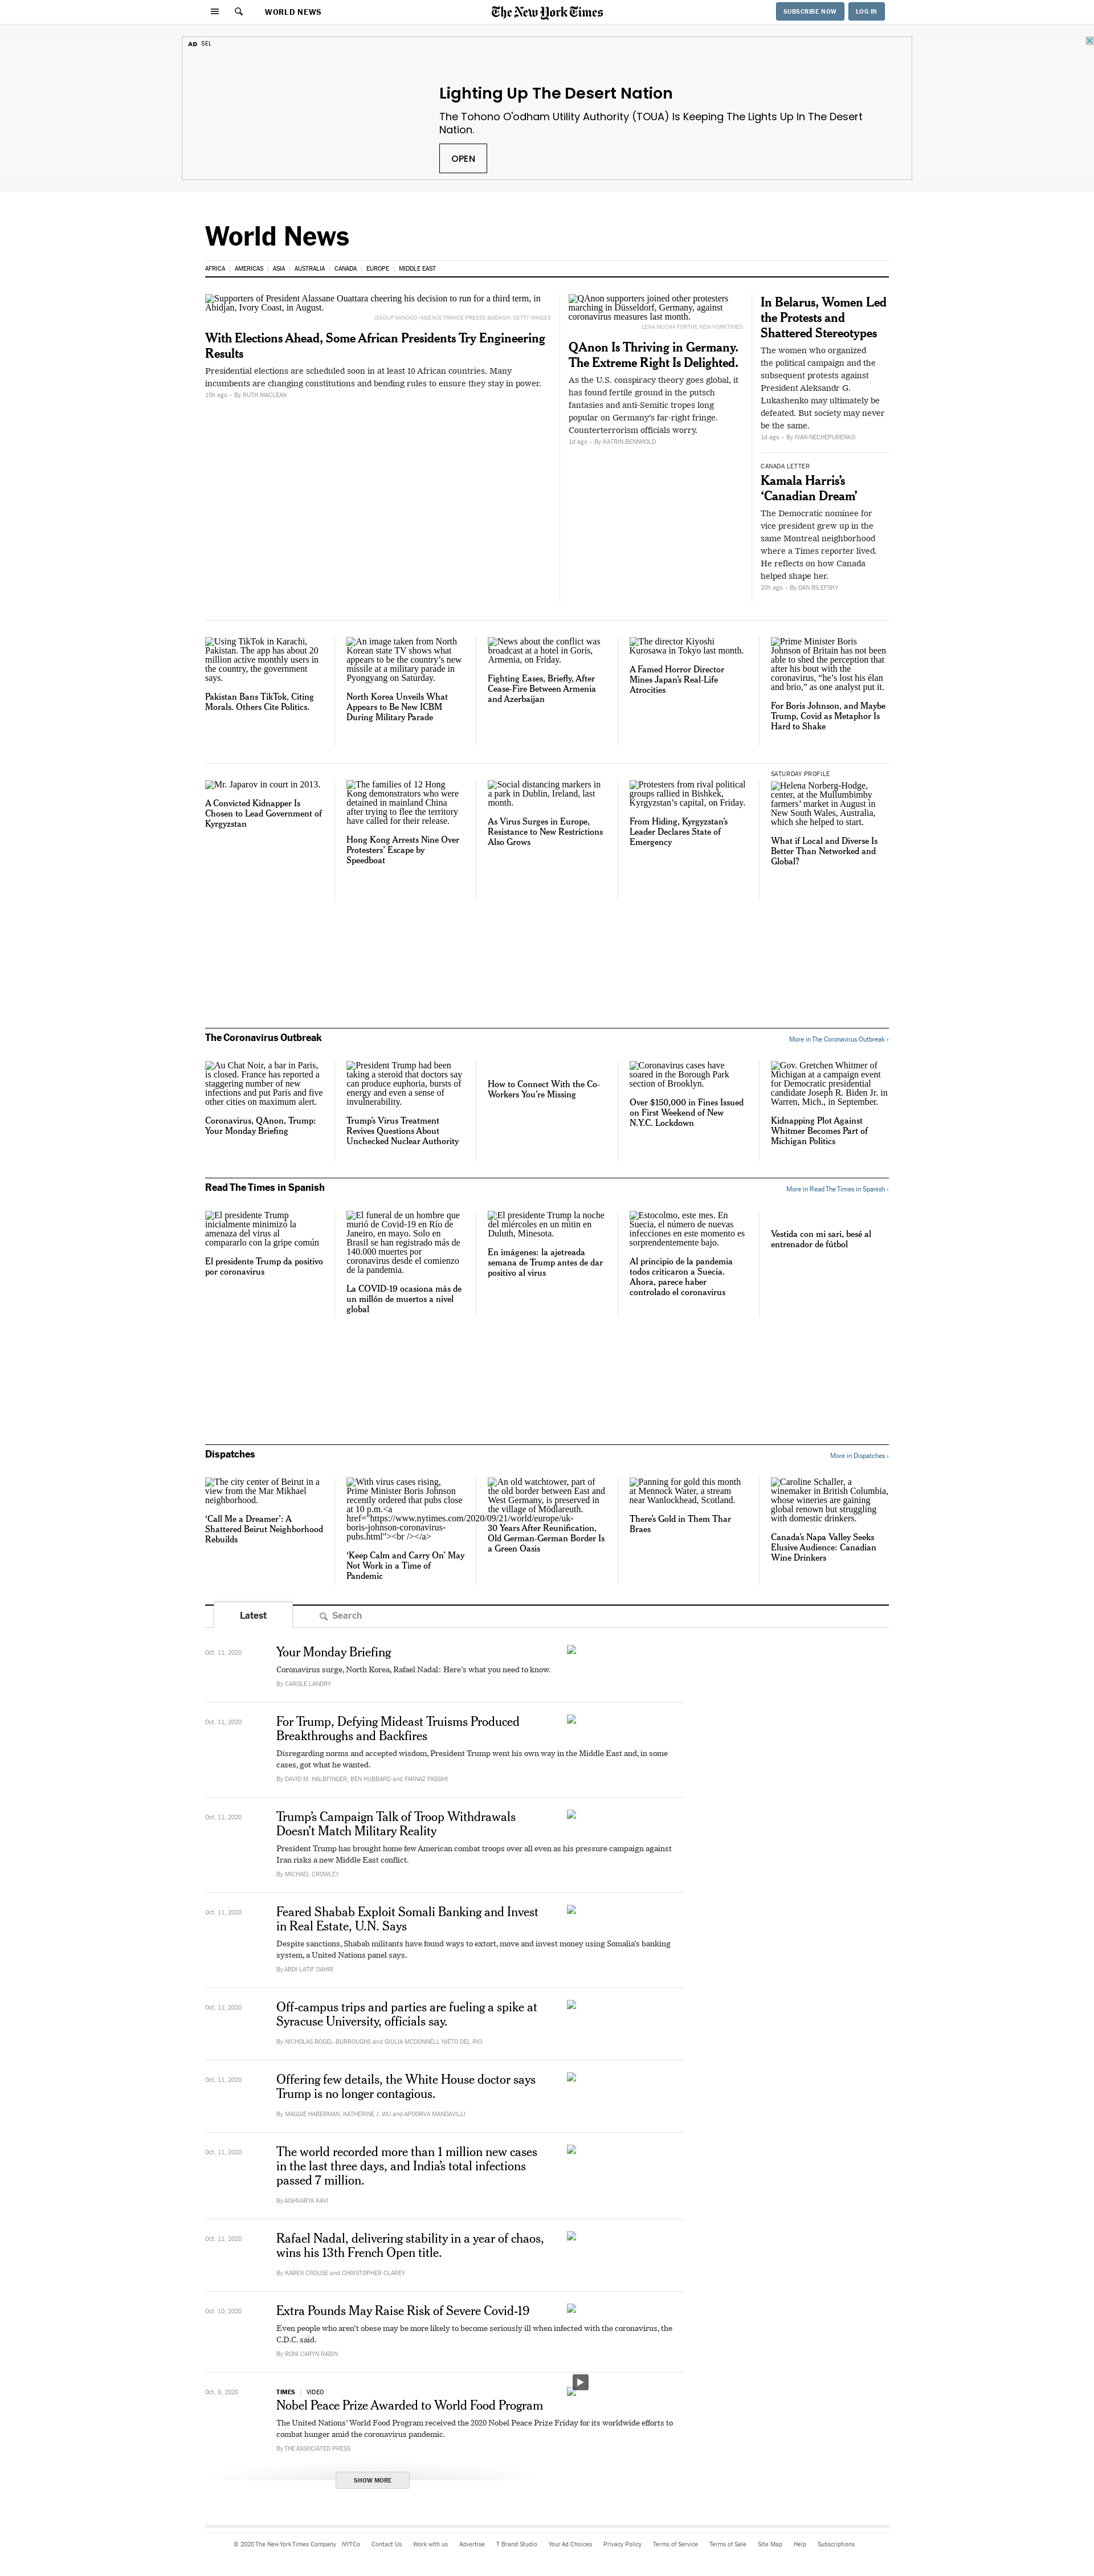 WORLD NEWS
The New York Times
SUBSCRIBE NOW
LOG IN
AD SEL
Lighting Up The Desert Nation
The Tohono O'odham Utility Authority (TOUA) Is Keeping The Lights Up In The Desert
Nation.
OPEN
World News
AFRICA AMERICAS ASIA AUSTRALIA CANADA EUROPE MIDDLE EAST
Supporters of President Alassane Ouattara cheering his decision to run for a third term, in
Abidjan, Ivory Coast, in August.
ISSOUF SANOGO/AGENCE FRANCE-PRESSE &MDASH; GETTY IMAGES
With Elections Ahead, Some African Presidents Try Engineering
Results
Presidential elections are scheduled soon in at least 10 African countries. Many
incumbents are changing constitutions and bending rules to ensure they stay in power.
15h ago - By RUTH MACLEAN
QAnon supporters joined other protesters
marching in Düsseldorf, Germany, against
coronavirus measures last month.
LENA MUCHA FOR THE NEW YORK TIMES
QAnon Is Thriving in Germany.
The Extreme Right Is Delighted.
As the U.S. conspiracy theory goes global, it
has found fertile ground in the putsch
fantasies and anti-Semitic tropes long
popular on Germany's far-right fringe.
Counterterrorism officials worry.
1d ago - By KATRIN BENNHOLD
In Belarus, Women Led
the Protests and
Shattered Stereotypes
The women who organized
the political campaign and the
subsequent protests against
President Aleksandr G.
Lukashenko may ultimately be
defeated. But society may never
be the same.
1d ago - By IVAN NECHEPURENKO
CANADA LETTER
Kamala Harris's
‘Canadian Dream’
The Democratic nominee for
vice president grew up in the
same Montreal neighborhood
where a Times reporter lived.
He reflects on how Canada
helped shape her.
20h ago - By DAN BILEFSKY
Using TikTok in Karachi,
Pakistan. The app has about 20
million active monthly users in
the country, the government
says.
Pakistan Bans TikTok, Citing
Morals. Others Cite Politics.
An image taken from North
Korean state TV shows what
appears to be the country's new
missile at a military parade in
Pyongyang on Saturday.
North Korea Unveils What
Appears to Be New ICBM
During Military Parade
News about the conflict was
broadcast at a hotel in Goris,
Armenia, on Friday.
Fighting Eases, Briefly, After
Cease-Fire Between Armenia
and Azerbaijan
The director Kiyoshi
Kurosawa in Tokyo last month.
A Famed Horror Director
Mines Japan's Real-Life
Atrocities
Prime Minister Boris
Johnson of Britain has not been
able to shed the perception that
after his bout with the
coronavirus, “he's lost his élan
and brio,” as one analyst put it.
For Boris Johnson, and Maybe
Trump, Covid as Metaphor Is
Hard to Shake
Mr. Japarov in court in 2013.
A Convicted Kidnapper Is
Chosen to Lead Government of
Kyrgyzstan
The families of 12 Hong
Kong demonstrators who were
detained in mainland China
after trying to flee the territory
have called for their release.
Hong Kong Arrests Nine Over
Protesters' Escape by
Speedboat
Social distancing markers in
a park in Dublin, Ireland, last
month.
As Virus Surges in Europe,
Resistance to New Restrictions
Also Grows
Protesters from rival political
groups rallied in Bishkek,
Kyrgyzstan's capital, on Friday.
From Hiding, Kyrgyzstan's
Leader Declares State of
Emergency
SATURDAY PROFILE
Helena Norberg-Hodge,
center, at the Mullumbimby
farmers' market in August in
New South Wales, Australia,
which she helped to start.
What if Local and Diverse Is
Better Than Networked and
Global?
The Coronavirus Outbreak
More in The Coronavirus Outbreak ›
Au Chat Noir, a bar in Paris,
is closed. France has reported a
staggering number of new
infections and put Paris and five
other cities on maximum alert.
Coronavirus, QAnon, Trump:
Your Monday Briefing
President Trump had been
taking a steroid that doctors say
can produce euphoria, bursts of
energy and even a sense of
invulnerability.
Trump's Virus Treatment
Revives Questions About
Unchecked Nuclear Authority
How to Connect With the Co-
Workers You're Missing
Coronavirus cases have
soared in the Borough Park
section of Brooklyn.
Over $150,000 in Fines Issued
on First Weekend of New
N.Y.C. Lockdown
Gov. Gretchen Whitmer of
Michigan at a campaign event
for Democratic presidential
candidate Joseph R. Biden Jr. in
Warren, Mich., in September.
Kidnapping Plot Against
Whitmer Becomes Part of
Michigan Politics
Read The Times in Spanish
More in Read The Times in Spanish ›
El presidente Trump
inicialmente minimizó la
amenaza del virus al
compararlo con la gripe común
El presidente Trump da positivo
por coronavirus
El funeral de un hombre que
murió de Covid-19 en Río de
Janeiro, en mayo. Solo en
Brasil se han registrado más de
140.000 muertes por
coronavirus desde el comienzo
de la pandemia.
La COVID-19 ocasiona más de
un millón de muertos a nivel
global
El presidente Trump la noche
del miércoles en un mitin en
Duluth, Minesota.
En imágenes: la ajetreada
semana de Trump antes de dar
positivo al virus
Estocolmo, este mes. En
Suecia, el número de nuevas
infecciones en este momento es
sorprendentemente bajo.
Al principio de la pandemia
todos criticaron a Suecia.
Ahora, parece haber
controlado el coronavirus
Vestida con mi sari, besé al
entrenador de fútbol
Dispatches
More in Dispatches ›
The city center of Beirut in a
view from the Mar Mikhael
neighborhood.
‘Call Me a Dreamer’: A
Shattered Beirut Neighborhood
Rebuilds
With virus cases rising,
Prime Minister Boris Johnson
recently ordered that pubs close
at 10 p.m.<a
href="https://www.nytimes.com/2020/09/21/world/europe/uk-
boris-johnson-coronavirus-
pubs.html"><br /></a>
‘Keep Calm and Carry On’ May
Not Work in a Time of
Pandemic
An old watchtower, part of
the old border between East and
West Germany, is preserved in
the village of Mödlareuth.
30 Years After Reunification,
Old German-German Border Is
a Green Oasis
Panning for gold this month
at Mennock Water, a stream
near Wanlockhead, Scotland.
There's Gold in Them Thar
Braes
Caroline Schaller, a
winemaker in British Columbia,
whose wineries are gaining
global renown but struggling
with domestic drinkers.
Canada's Napa Valley Seeks
Elusive Audience: Canadian
Wine Drinkers
Latest
Search
Oct. 11, 2020
Your Monday Briefing
Coronavirus surge, North Korea, Rafael Nadal: Here's what you need to know.
By CAROLE LANDRY
Oct. 11, 2020
For Trump, Defying Mideast Truisms Produced
Breakthroughs and Backfires
Disregarding norms and accepted wisdom, President Trump went his own way in the Middle East and, in some
cases, got what he wanted.
By DAVID M. HALBFINGER, BEN HUBBARD and FARNAZ FASSIHI
Oct. 11, 2020
Trump's Campaign Talk of Troop Withdrawals
Doesn't Match Military Reality
President Trump has brought home few American combat troops over all even as his pressure campaign against
Iran risks a new Middle East conflict.
By MICHAEL CROWLEY
Oct. 11, 2020
Feared Shabab Exploit Somali Banking and Invest
in Real Estate, U.N. Says
Despite sanctions, Shabab militants have found ways to extort, move and invest money using Somalia's banking
system, a United Nations panel says.
By ABDI LATIF DAHIR
Oct. 11, 2020
Off-campus trips and parties are fueling a spike at
Syracuse University, officials say.
By NICHOLAS BOGEL-BURROUGHS and GIULIA MCDONNELL NIETO DEL RIO
Oct. 11, 2020
Offering few details, the White House doctor says
Trump is no longer contagious.
By MAGGIE HABERMAN, KATHERINE J. WU and APOORVA MANDAVILLI
Oct. 11, 2020
The world recorded more than 1 million new cases
in the last three days, and India's total infections
passed 7 million.
By AISHVARYA KAVI
Oct. 11, 2020
Rafael Nadal, delivering stability in a year of chaos,
wins his 13th French Open title.
By KAREN CROUSE and CHRISTOPHER CLAREY
Oct. 10, 2020
Extra Pounds May Raise Risk of Severe Covid-19
Even people who aren't obese may be more likely to become seriously ill when infected with the coronavirus, the
C.D.C. said.
By RONI CARYN RABIN
Oct. 9, 2020
TIMES VIDEO
Nobel Peace Prize Awarded to World Food Program
The United Nations' World Food Program received the 2020 Nobel Peace Prize Friday for its worldwide efforts to
combat hunger amid the coronavirus pandemic.
By THE ASSOCIATED PRESS
SHOW MORE
© 2020 The New York Times Company NYTCo Contact Us Work with us Advertise T Brand Studio Your Ad Choices Privacy Policy Terms of Service Terms of Sale Site Map Help Subscriptions